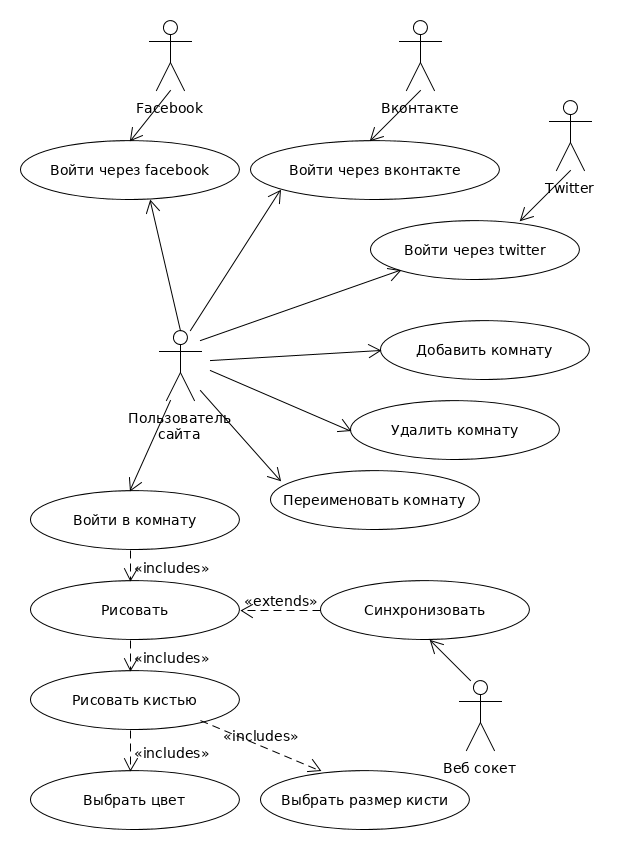 Facebook
Вконтакте
Войти через facebook
Войти через вконтакте
Twitter
Войти через twitter
Добавить комнату
Пользователь
сайта
Удалить комнату
Переименовать комнату
Войти в комнату
«includes»
«extends»
Рисовать
Синхронизовать
«includes»
Рисовать кистью
«includes»
«includes»
Веб сокет
Выбрать цвет
Выбрать размер кисти